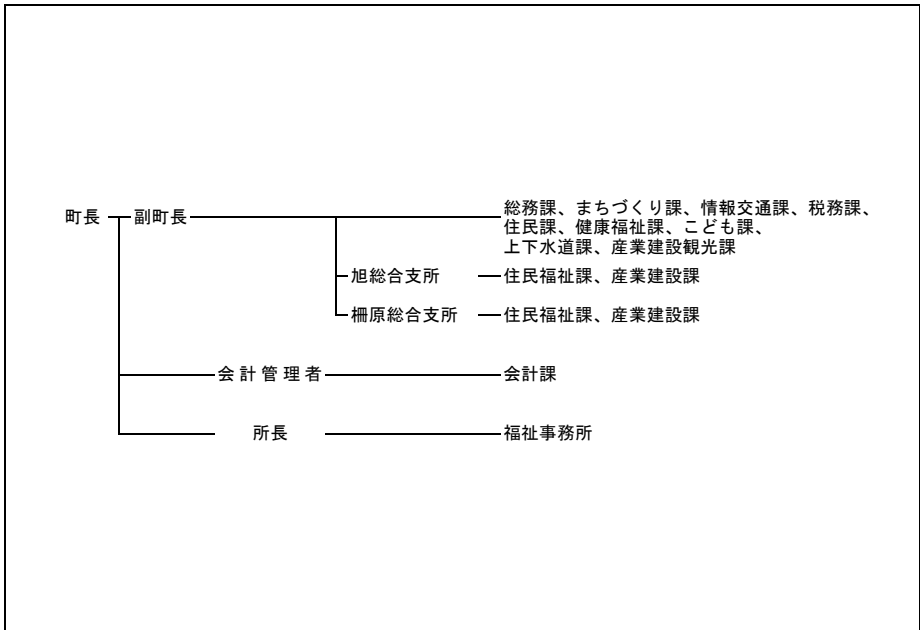 町長 副町長 総務課、まちづくり課、情報交通課、税務課、
住民課、健康福祉課、こども課、
上下水道課、産業建設観光課
旭総合支所 住民福祉課、産業建設課
柵原総合支所 住民福祉課、産業建設課
会計管理者 会計課
所長 福祉事務所